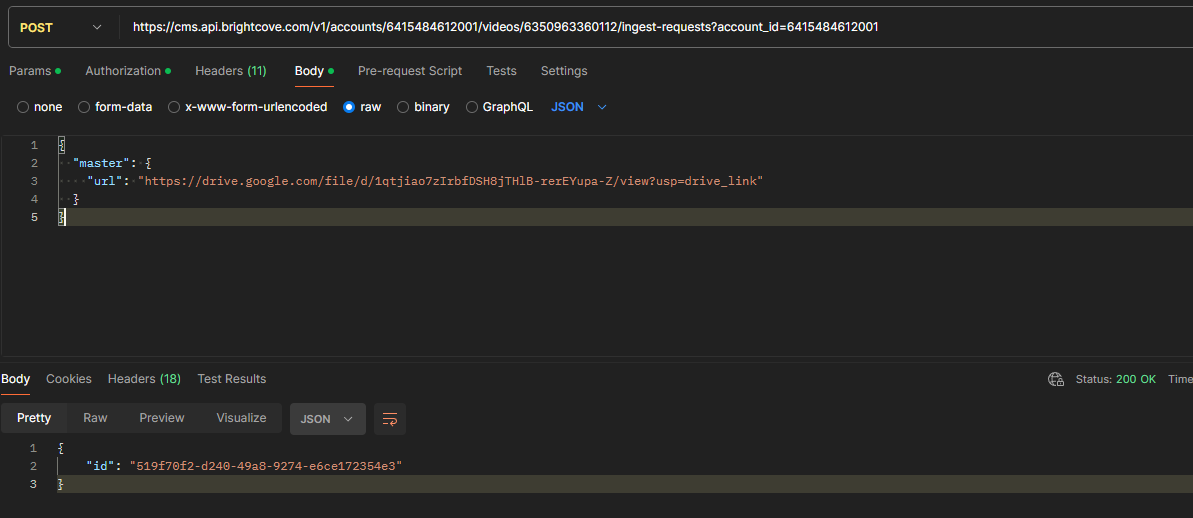 POST https://cms.api.brightcove.com/v1/accounts/6415484612001/videos/6350963360112/ingest-requests?account_id=6415484612001
Params Authorization Headers (11) Body Pre-request Script Tests Settings
none form-data x-www-form-urlencoded raw binary GraphQL JSON
1 {
2 "master": {
3 "url": "https://drive.google.com/file/d/1qtjiao7zIrbfDSH8jTHlB-rerEYupa-Z/view?usp=drive_link"
4 }
5 }
Body Cookies Headers (18) Test Results Status: 200 OK Time
Pretty Raw Preview Visualize JSON
1 {
2 "id": "519f70f2-d240-49a8-9274-e6ce172354e3"
3 }